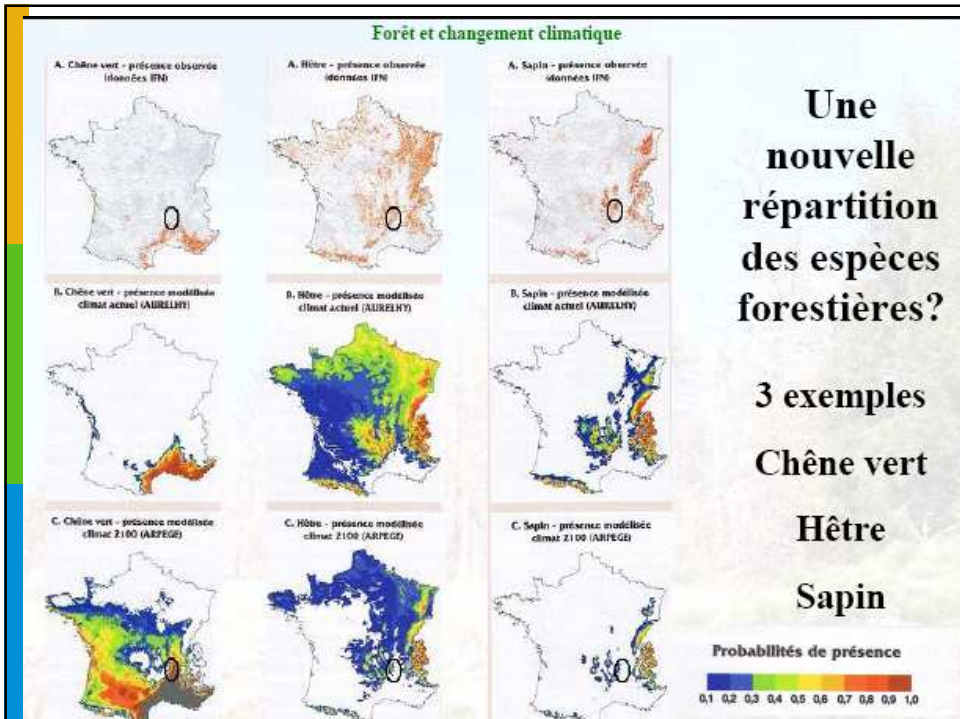 Forêt et changement climatique
A. Chêne vert - présence observée
(données IFN)
A. Hêtre - présence observée
(données IFN)
A. Sapin - présence observée
(données IFN)
B. Chêne vert - présence modélisée
climat actuel (AURELHY)
B. Hêtre - présence modélisée
climat actuel (AURELHY)
B. Sapin - présence modélisée
climat actuel (AURELHY)
C. Chêne vert - présence modélisée
climat 2100 (ARPEGE)
C. Hêtre - présence modélisée
climat 2100 (ARPEGE)
C. Sapin - présence modélisée
climat 2100 (ARPEGE)
Une
nouvelle
répartition
des espèces
forestières?
3 exemples
Chêne vert
Hêtre
Sapin
Probabilités de présence
0,1 0,2 0,3 0,4 0,5 0,6 0,7 0,8 0,9 1,0